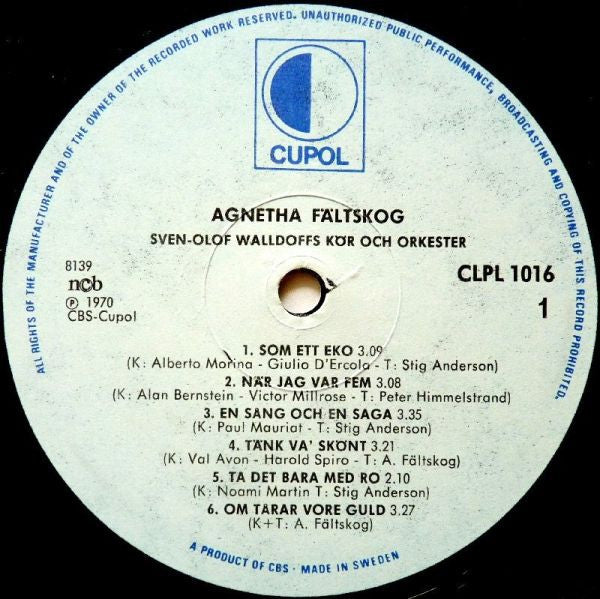 ALL RIGHTS OF THE MANUFACTURER AND OF THE OWNER OF THE RECORDED WORK RESERVED. UNAUTHORIZED PUBLIC PERFORMANCE, BROADCASTING AND COPYING OF THIS RECORD PROHIBITED.
CUPOL
AGNETHA FÄLTSKOG
SVEN-OLOF WALLDOFFS KÖR OCH ORKESTER
8139
ncb
Ⓟ 1970
CBS-Cupol
CLPL 1016
1
1. SOM ETT EKO 3.09
(K: Alberto Morina - Giulio D'Ercola - T: Stig Anderson)
2. NÄR JAG VAR FEM 3.08
(K: Alan Bernstein - Victor Millrose - T: Peter Himmelstrand)
3. EN SANG OCH EN SAGA 3.35
(K: Paul Mauriat - T: Stig Anderson)
4. TÄNK VA' SKÖNT 3.21
(K: Val Avon - Harold Spiro - T: A. Fältskog)
5. TA DET BARA MED RO 2.10
(K: Noami Martin T: Stig Anderson)
6. OM TARAR VORE GULD 3.27
(K+T: A. Fältskog)
A PRODUCT OF CBS · MADE IN SWEDEN